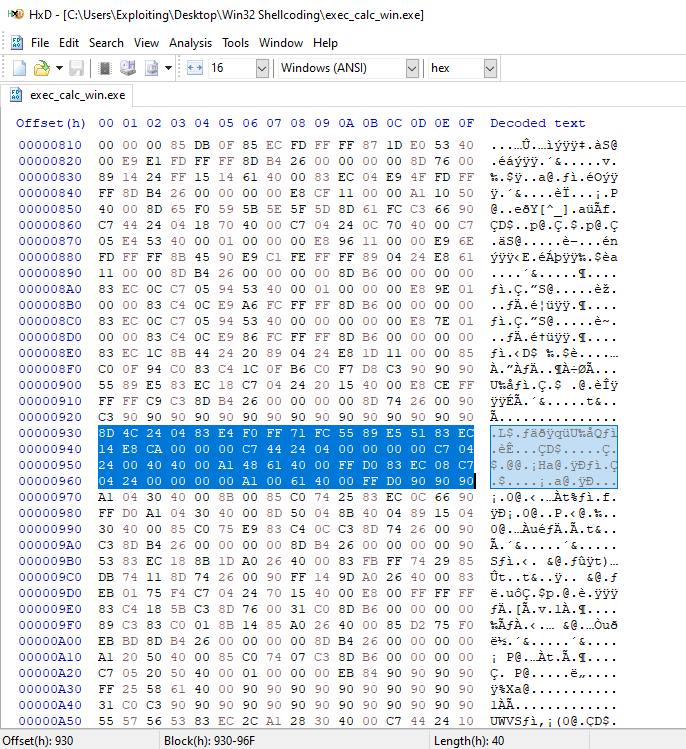 HxD - [C:\Users\Exploiting\Desktop\Win32 Shellcoding\exec_calc_win.exe]
File Edit Search View Analysis Tools Window Help
16 Windows (ANSI) hex
exec_calc_win.exe
Offset(h) 00 01 02 03 04 05 06 07 08 09 0A 0B 0C 0D 0E 0F Decoded text
00000810 00 00 00 85 DB 0F 85 EC FD FF FF 87 1D E0 53 40 ...…Û.…ìýÿÿ‡.àS@
00000820 00 E9 E1 FD FF FF 8D B4 26 00 00 00 00 8D 76 00 .éáýÿÿ.´&.....v.
00000830 89 14 24 FF 15 14 61 40 00 83 EC 04 E9 4F FD FF ‰.$ÿ..a@.ƒì.éOýÿ
00000840 FF 8D B4 26 00 00 00 00 E8 CF 11 00 00 A1 10 50 ÿ.´&....èÏ...¡.P
00000850 40 00 8D 65 F0 59 5B 5E 5F 5D 8D 61 FC C3 66 90 @..eðY[^_].aüÃf.
00000860 C7 44 24 04 18 70 40 00 C7 04 24 0C 70 40 00 C7 ÇD$..p@.Ç.$.p@.Ç
00000870 05 E4 53 40 00 01 00 00 00 E8 96 11 00 00 E9 6E .äS@.....è–...én
00000880 FD FF FF 8B 45 90 E9 C1 FE FF FF 89 04 24 E8 61 ýÿÿ‹E.éÁþÿÿ‰.$èa
00000890 11 00 00 8D B4 26 00 00 00 00 8D B6 00 00 00 00 ....´&.....¶....
000008A0 83 EC 0C C7 05 94 53 40 00 01 00 00 00 E8 9E 01 ƒì.Ç.”S@.....èž.
000008B0 00 00 83 C4 0C E9 A6 FC FF FF 8D B6 00 00 00 00 ..ƒÄ.é¦üÿÿ.¶....
000008C0 83 EC 0C C7 05 94 53 40 00 00 00 00 00 E8 7E 01 ƒì.Ç.”S@.....è~.
000008D0 00 00 83 C4 0C E9 86 FC FF FF 8D B6 00 00 00 00 ..ƒÄ.é†üÿÿ.¶....
000008E0 83 EC 1C 8B 44 24 20 89 04 24 E8 1D 11 00 00 85 ƒì.‹D$ ‰.$è....…
000008F0 C0 0F 94 C0 83 C4 1C 0F B6 C0 F7 D8 C3 90 90 90 À.”ÀƒÄ..¶À÷ØÃ...
00000900 55 89 E5 83 EC 18 C7 04 24 20 15 40 00 E8 CE FF U‰åƒì.Ç.$ .@.èÎÿ
00000910 FF FF C9 C3 8D B4 26 00 00 00 00 8D 74 26 00 90 ÿÿÉÃ.´&.....t&..
00000920 C3 90 90 90 90 90 90 90 90 90 90 90 90 90 90 90 Ã...............
00000930 8D 4C 24 04 83 E4 F0 FF 71 FC 55 89 E5 51 83 EC .L$.ƒäðÿqüU‰åQƒì
00000940 14 E8 CA 00 00 00 C7 44 24 04 00 00 00 00 C7 04 .èÊ...ÇD$.....Ç.
00000950 24 00 40 40 00 A1 48 61 40 00 FF D0 83 EC 08 C7 $.@@.¡Ha@.ÿÐƒì.Ç
00000960 04 24 00 00 00 00 A1 00 61 40 00 FF D0 90 90 90 .$....¡.a@.ÿÐ...
00000970 A1 04 30 40 00 8B 00 85 C0 74 25 83 EC 0C 66 90 ¡.0@.‹.…Àt%ƒì.f.
00000980 FF D0 A1 04 30 40 00 8D 50 04 8B 40 04 89 15 04 ÿÐ¡.0@..P.‹@.‰..
00000990 30 40 00 85 C0 75 E9 83 C4 0C C3 8D 74 26 00 90 0@.…ÀuéƒÄ.Ã.t&..
000009A0 C3 8D B4 26 00 00 00 00 8D B4 26 00 00 00 00 90 Ã.´&.....´&.....
000009B0 53 83 EC 18 8B 1D A0 26 40 00 83 FB FF 74 29 85 Sƒì.‹. &@.ƒûÿt)…
000009C0 DB 74 11 8D 74 26 00 90 FF 14 9D A0 26 40 00 83 Ût..t&..ÿ.. &@.ƒ
000009D0 EB 01 75 F4 C7 04 24 70 15 40 00 E8 00 FF FF FF ë.uôÇ.$p.@.è.ÿÿÿ
000009E0 83 C4 18 5B C3 8D 76 00 31 C0 8D B6 00 00 00 00 ƒÄ.[Ã.v.1À.¶....
000009F0 89 C3 83 C0 01 8B 14 85 A0 26 40 00 85 D2 75 F0 ‰ÃƒÀ.‹.… &@.…Òuð
00000A00 EB BD 8D B4 26 00 00 00 00 8D B4 26 00 00 00 00 ë½.´&.....´&....
00000A10 A1 20 50 40 00 85 C0 74 07 C3 8D B6 00 00 00 00 ¡ P@.…Àt.Ã.¶....
00000A20 C7 05 20 50 40 00 01 00 00 00 EB 84 90 90 90 90 Ç. P@.....ë„....
00000A30 FF 25 58 61 40 00 90 90 90 90 90 90 90 90 90 90 ÿ%Xa@...........
00000A40 31 C0 C3 90 90 90 90 90 90 90 90 90 90 90 90 90 1ÀÃ.............
00000A50 55 57 56 53 83 EC 2C A1 28 30 40 00 C7 44 24 10 UWVSƒì,¡(0@.ÇD$.
Offset(h): 930 Block(h): 930-96F Length(h): 40